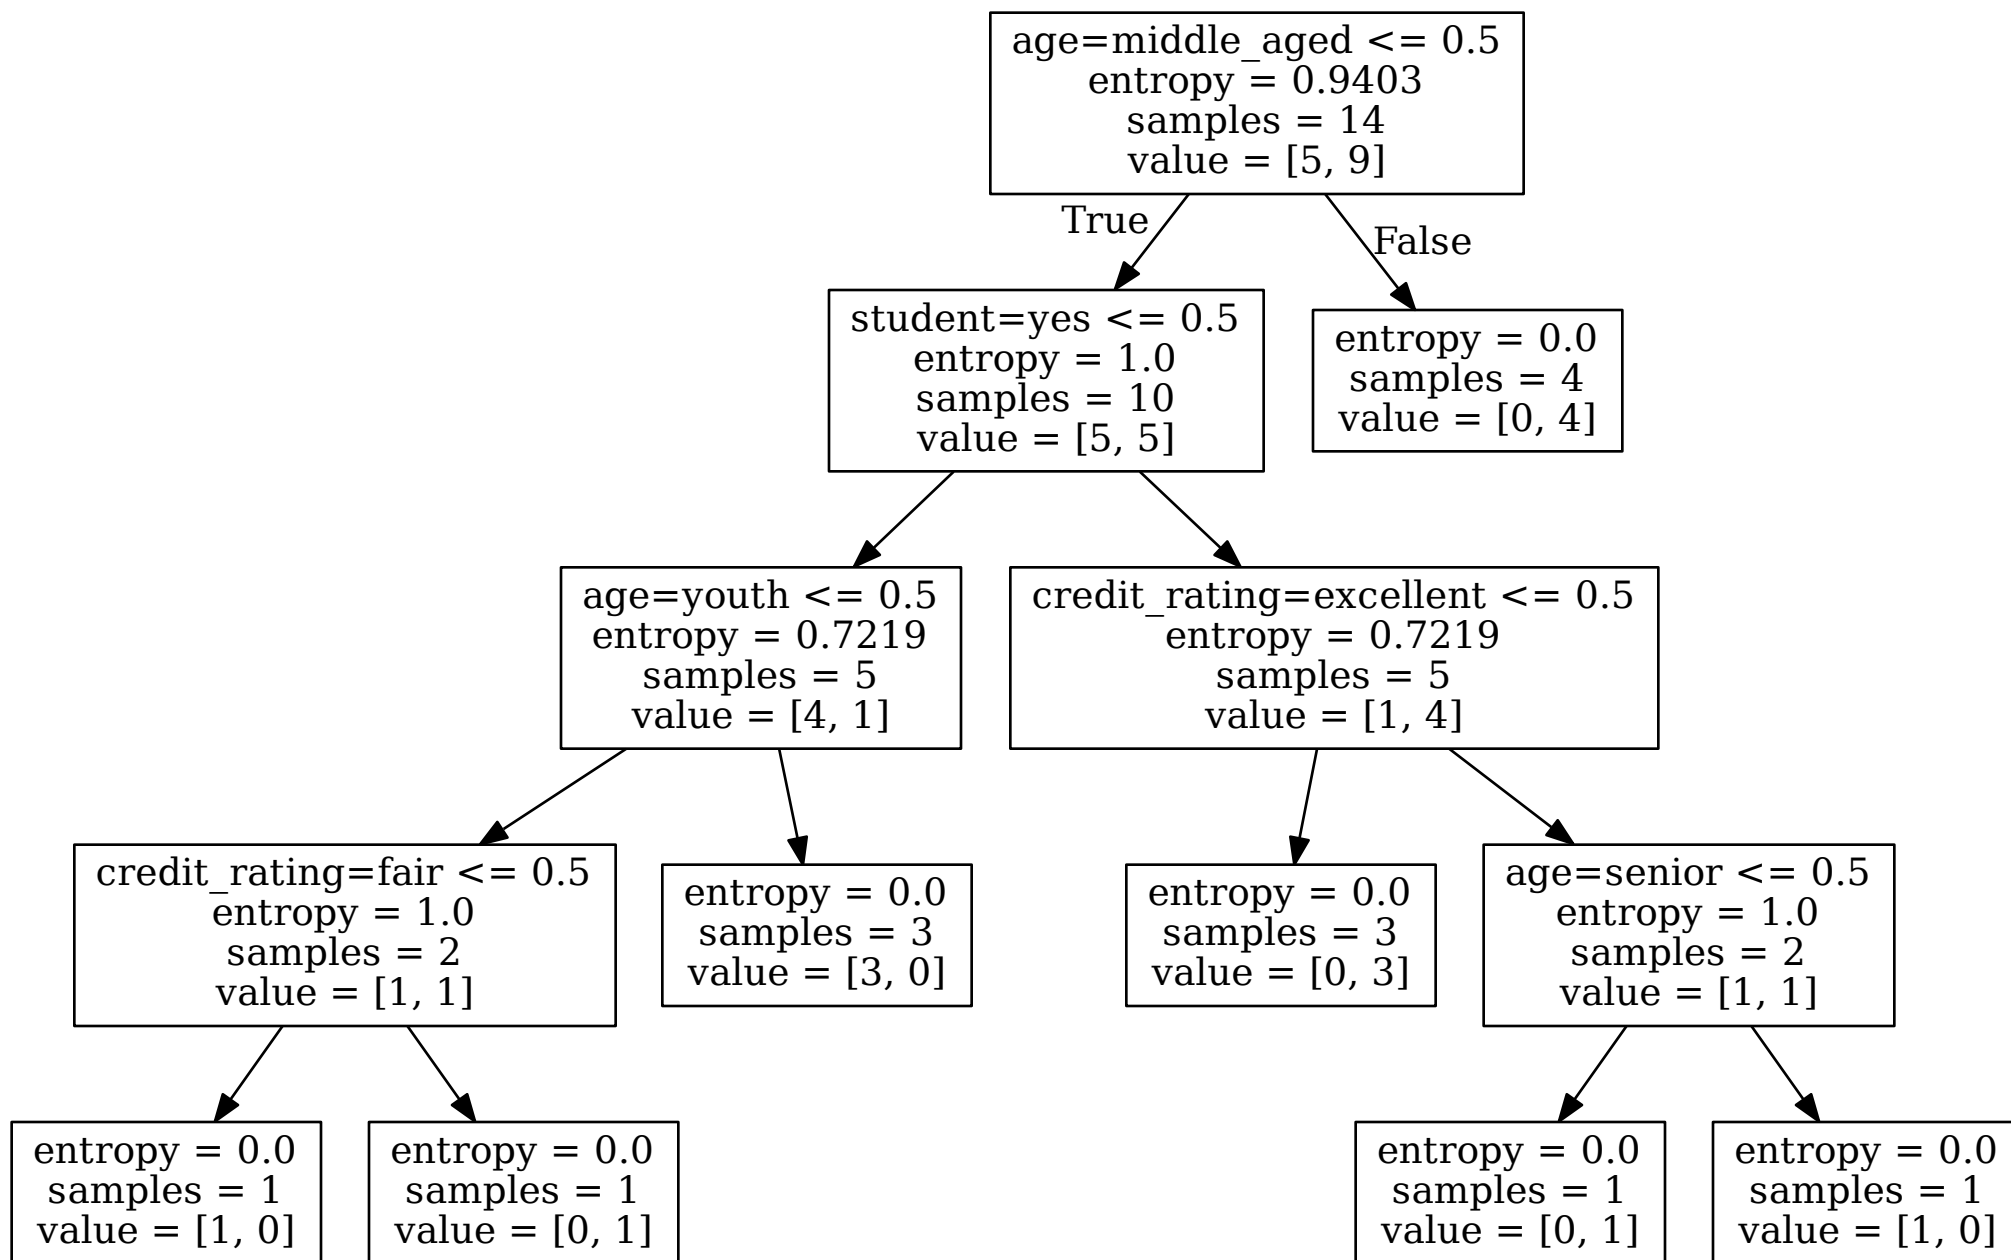 age=middle_aged <= 0.5
entropy = 0.9403
samples = 14
value = [5, 9]
True
False
student=yes <= 0.5
entropy = 1.0
samples = 10
value = [5, 5]
entropy = 0.0
samples = 4
value = [0, 4]
age=youth <= 0.5
entropy = 0.7219
samples = 5
value = [4, 1]
credit_rating=excellent <= 0.5
entropy = 0.7219
samples = 5
value = [1, 4]
credit_rating=fair <= 0.5
entropy = 1.0
samples = 2
value = [1, 1]
entropy = 0.0
samples = 3
value = [3, 0]
entropy = 0.0
samples = 3
value = [0, 3]
age=senior <= 0.5
entropy = 1.0
samples = 2
value = [1, 1]
entropy = 0.0
samples = 1
value = [1, 0]
entropy = 0.0
samples = 1
value = [0, 1]
entropy = 0.0
samples = 1
value = [0, 1]
entropy = 0.0
samples = 1
value = [1, 0]